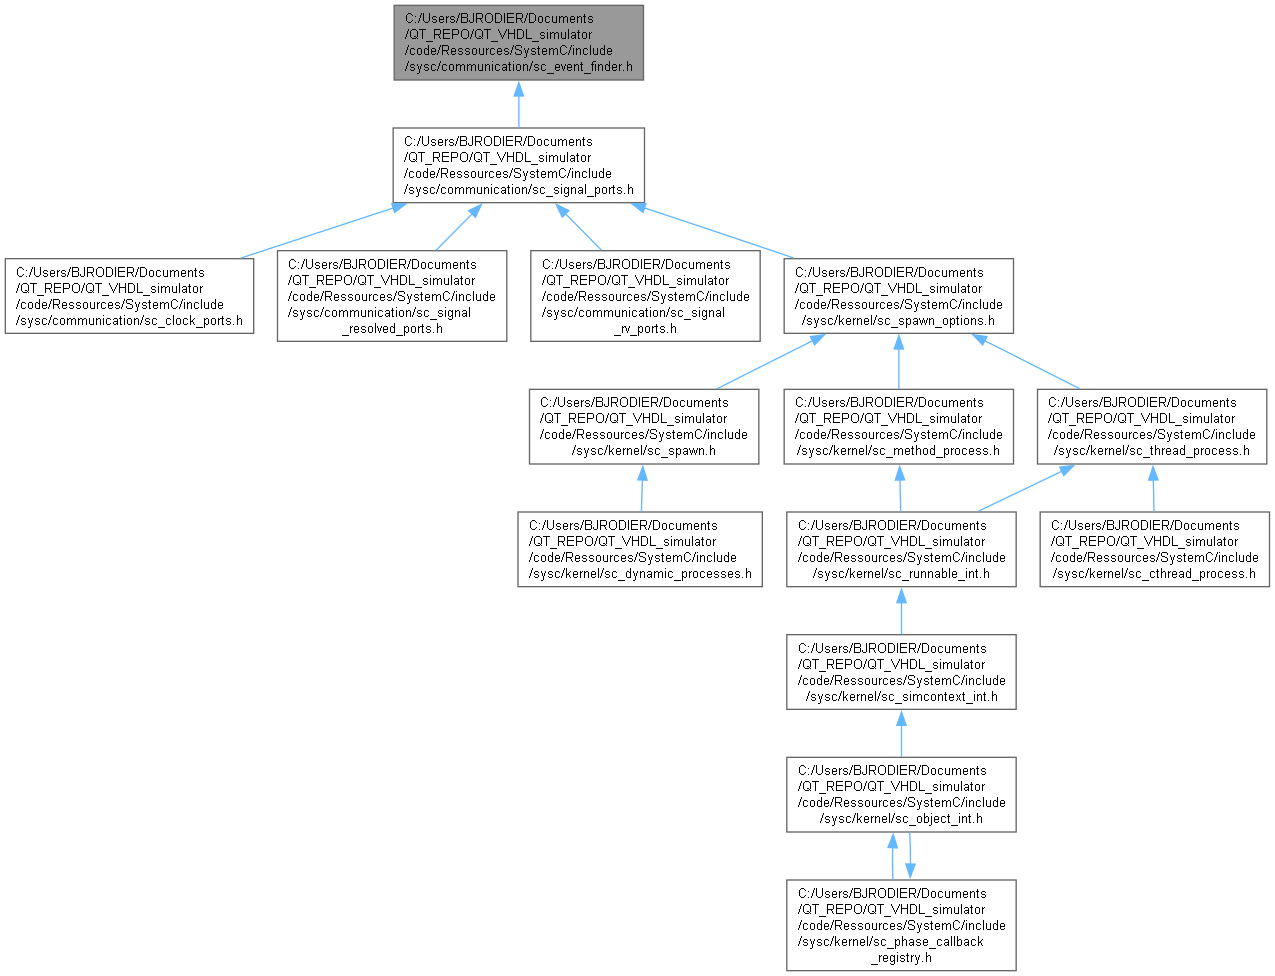 C:/Users/BJRODIER/Documents
/QT_REPO/QT_VHDL_simulator
/code/Ressources/SystemC/include
/sysc/communication/sc_event_finder.h
C:/Users/BJRODIER/Documents
/QT_REPO/QT_VHDL_simulator
/code/Ressources/SystemC/include
/sysc/communication/sc_signal_ports.h
C:/Users/BJRODIER/Documents
/QT_REPO/QT_VHDL_simulator
/code/Ressources/SystemC/include
/sysc/communication/sc_clock_ports.h
C:/Users/BJRODIER/Documents
/QT_REPO/QT_VHDL_simulator
/code/Ressources/SystemC/include
/sysc/communication/sc_signal
_resolved_ports.h
C:/Users/BJRODIER/Documents
/QT_REPO/QT_VHDL_simulator
/code/Ressources/SystemC/include
/sysc/communication/sc_signal
_rv_ports.h
C:/Users/BJRODIER/Documents
/QT_REPO/QT_VHDL_simulator
/code/Ressources/SystemC/include
/sysc/kernel/sc_spawn_options.h
C:/Users/BJRODIER/Documents
/QT_REPO/QT_VHDL_simulator
/code/Ressources/SystemC/include
/sysc/kernel/sc_spawn.h
C:/Users/BJRODIER/Documents
/QT_REPO/QT_VHDL_simulator
/code/Ressources/SystemC/include
/sysc/kernel/sc_method_process.h
C:/Users/BJRODIER/Documents
/QT_REPO/QT_VHDL_simulator
/code/Ressources/SystemC/include
/sysc/kernel/sc_thread_process.h
C:/Users/BJRODIER/Documents
/QT_REPO/QT_VHDL_simulator
/code/Ressources/SystemC/include
/sysc/kernel/sc_dynamic_processes.h
C:/Users/BJRODIER/Documents
/QT_REPO/QT_VHDL_simulator
/code/Ressources/SystemC/include
/sysc/kernel/sc_runnable_int.h
C:/Users/BJRODIER/Documents
/QT_REPO/QT_VHDL_simulator
/code/Ressources/SystemC/include
/sysc/kernel/sc_cthread_process.h
C:/Users/BJRODIER/Documents
/QT_REPO/QT_VHDL_simulator
/code/Ressources/SystemC/include
/sysc/kernel/sc_simcontext_int.h
C:/Users/BJRODIER/Documents
/QT_REPO/QT_VHDL_simulator
/code/Ressources/SystemC/include
/sysc/kernel/sc_object_int.h
C:/Users/BJRODIER/Documents
/QT_REPO/QT_VHDL_simulator
/code/Ressources/SystemC/include
/sysc/kernel/sc_phase_callback
_registry.h